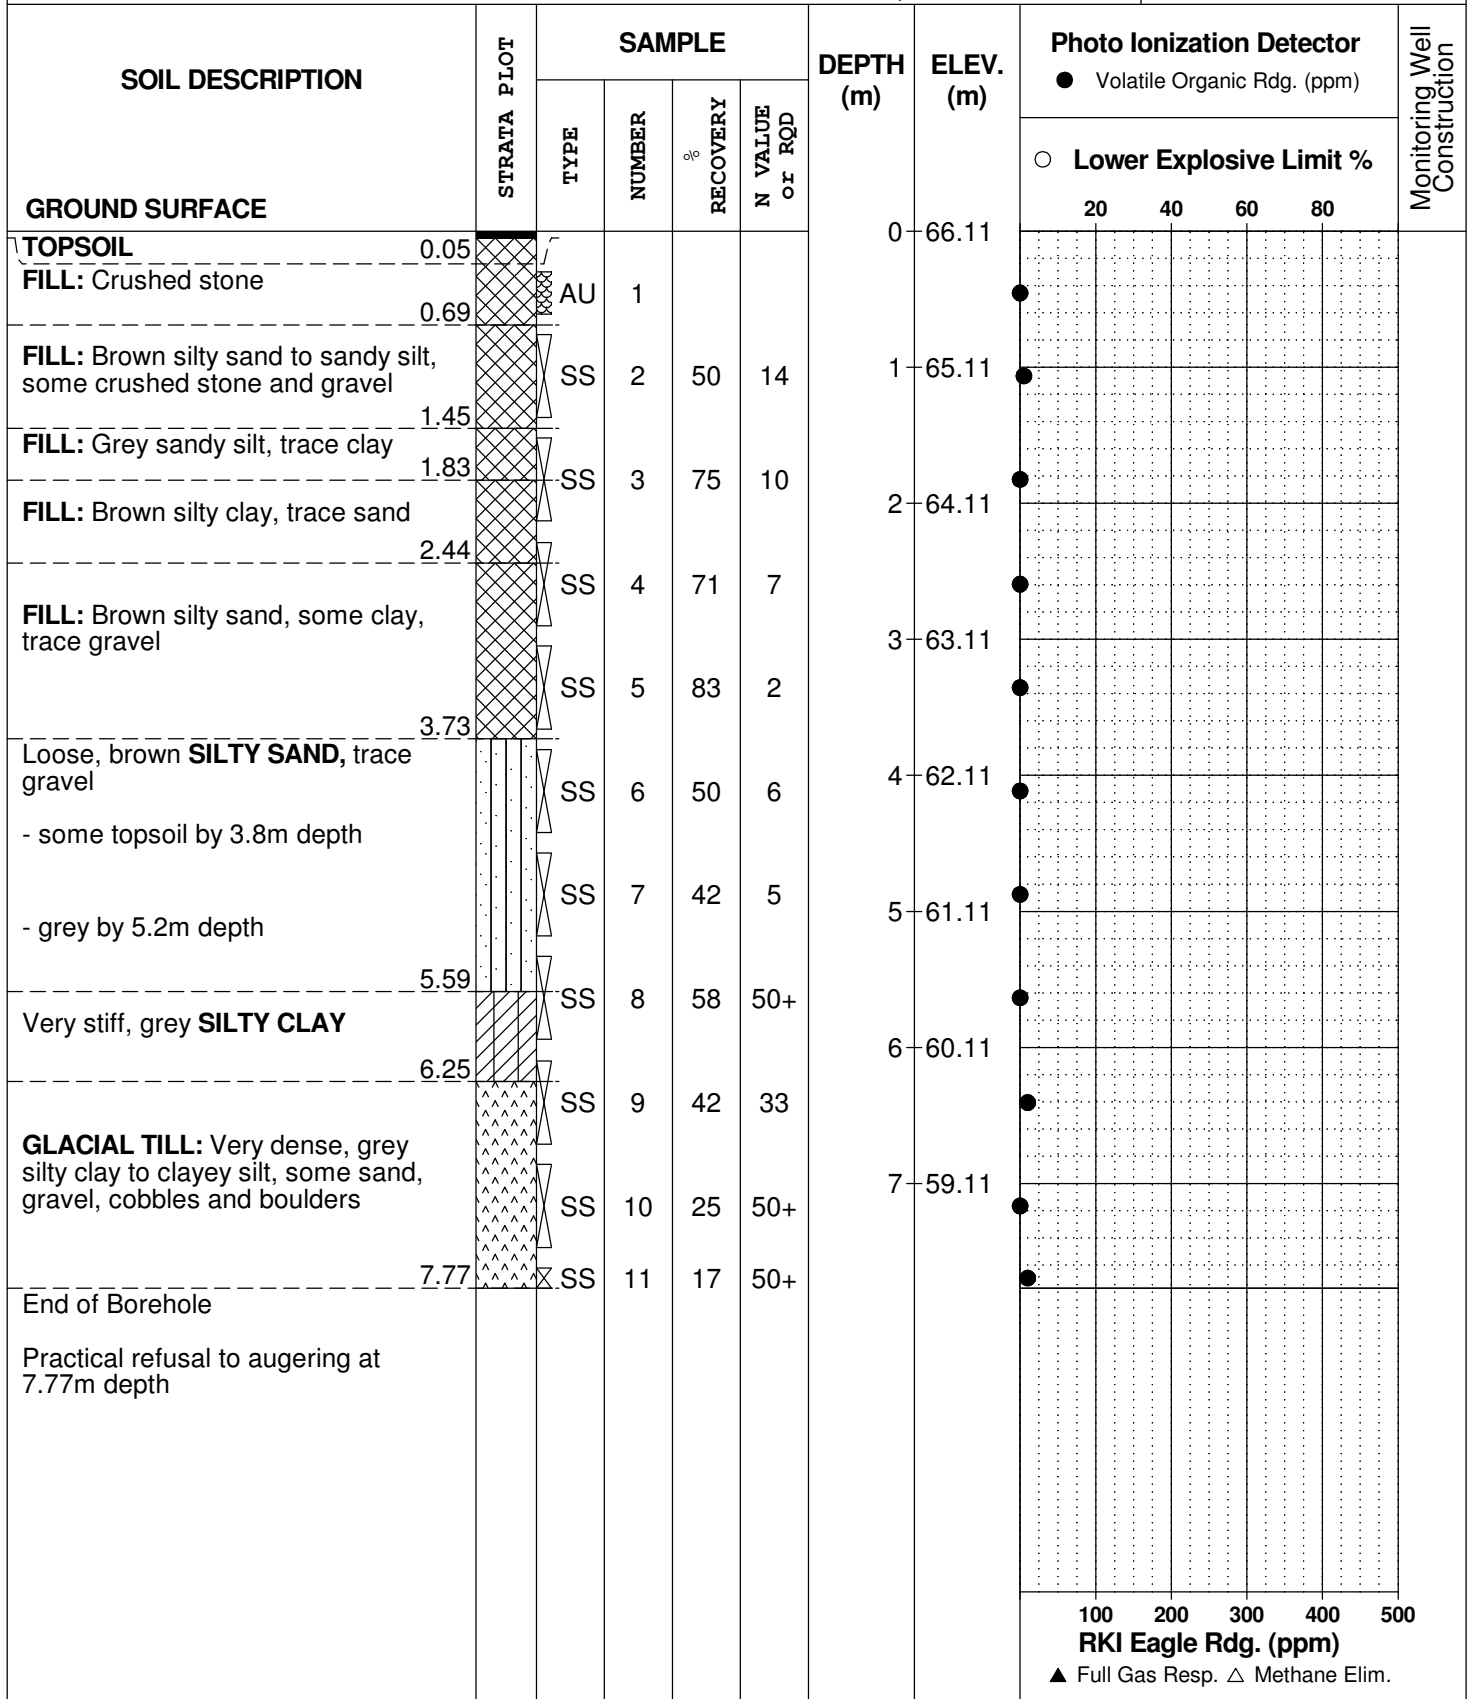 SOIL DESCRIPTION
GROUND SURFACE
STRATA PLOT
SAMPLE
TYPE
NUMBER
%
RECOVERY
N VALUE
or RQD
DEPTH
(m)
ELEV.
(m)
Photo Ionization Detector
● Volatile Organic Rdg. (ppm)
○ Lower Explosive Limit %
20 40 60 80
Monitoring Well
Construction
0 66.11
TOPSOIL 0.05
FILL: Crushed stone
0.69
AU 1
FILL: Brown silty sand to sandy silt,
some crushed stone and gravel
1.45
SS 2 50 14
1 65.11
FILL: Grey sandy silt, trace clay
1.83
SS 3 75 10
FILL: Brown silty clay, trace sand
2.44
2 64.11
SS 4 71 7
FILL: Brown silty sand, some clay,
trace gravel
3 63.11
SS 5 83 2
3.73
Loose, brown SILTY SAND, trace
gravel
4 62.11
SS 6 50 6
- some topsoil by 3.8m depth
SS 7 42 5
5 61.11
- grey by 5.2m depth
5.59
SS 8 58 50+
Very stiff, grey SILTY CLAY
6 60.11
6.25
SS 9 42 33
GLACIAL TILL: Very dense, grey
silty clay to clayey silt, some sand,
gravel, cobbles and boulders
7 59.11
SS 10 25 50+
7.77
SS 11 17 50+
End of Borehole
Practical refusal to augering at
7.77m depth
100 200 300 400 500
RKI Eagle Rdg. (ppm)
▲ Full Gas Resp. △ Methane Elim.